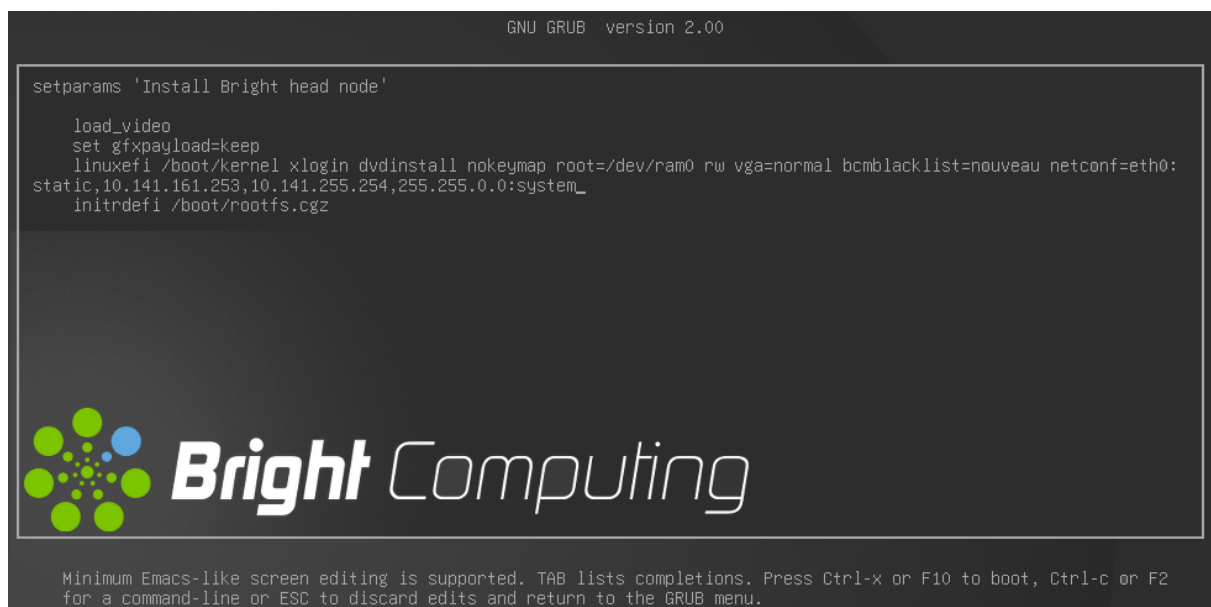 GNU GRUB version 2.00
setparams 'Install Bright head node'
load_video
set gfxpayload=keep
linuxefi /boot/kernel xlogin dvdinstall nokeymap root=/dev/ram0 rw vga=normal bcmblacklist=nouveau netconf=eth0:
static,10.141.161.253,10.141.255.254,255.255.0.0:system_
initrdefi /boot/rootfs.cgz
Bright Computing
Minimum Emacs-like screen editing is supported. TAB lists completions. Press Ctrl-x or F10 to boot, Ctrl-c or F2
for a command-line or ESC to discard edits and return to the GRUB menu.